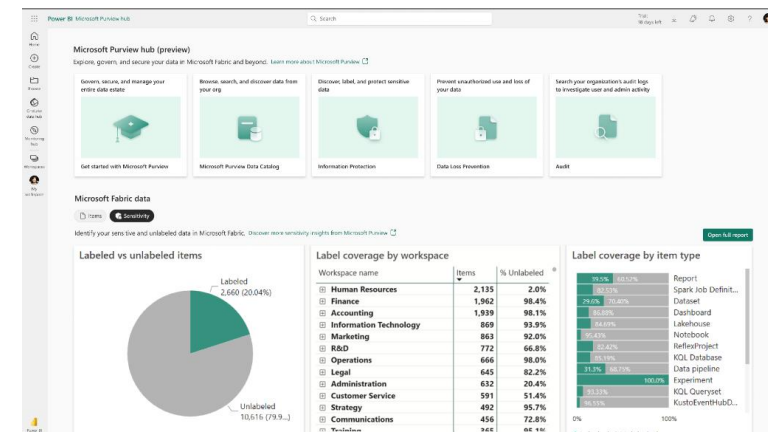 Power BI Microsoft Purview hub
Search
Trial:
Home
Create
Microsoft Purview hub (preview)
Explore, govern, and secure your data in Microsoft Fabric and beyond. Learn more about Microsoft Purview
Govern, secure, and manage your entire data estate
Get started with Microsoft Purview
Browse, search, and discover data from your org
Microsoft Purview Data Catalog
Discover, label, and protect sensitive data
Information Protection
Prevent unauthorized use and loss of your data
Data Loss Prevention
Search your organization's audit logs to investigate user and admin activity
Audit
Microsoft Fabric data
Items
Sensitivity
Identify your sensitive and unlabeled data in Microsoft Fabric. Discover more sensitivity insights from Microsoft Purview
Open full report
Labeled vs unlabeled items
Labeled
2,660 (20.04%)
Unlabeled
10,616 (79.9...)
Label coverage by workspace
Workspace name Items % Unlabeled
Human Resources 2,135 2.0%
Finance 1,962 98.4%
Accounting 1,939 98.1%
Information Technology 869 93.9%
Marketing 863 92.0%
R&D 772 66.8%
Operations 666 98.0%
Legal 645 82.2%
Administration 632 20.4%
Customer Service 591 51.4%
Strategy 492 95.7%
Communications 456 72.8%
Training 365 95.1%
Label coverage by item type
39.5% 60.52% Report
Spark Job Definit...
29.6% 70.40% Dataset
Dashboard
Lakehouse
Notebook
ReflexProject
KQL Database
31.3% 68.75% Data pipeline
100.0% Experiment
KQL Queryset
KustoEventHubD...
0% 100%